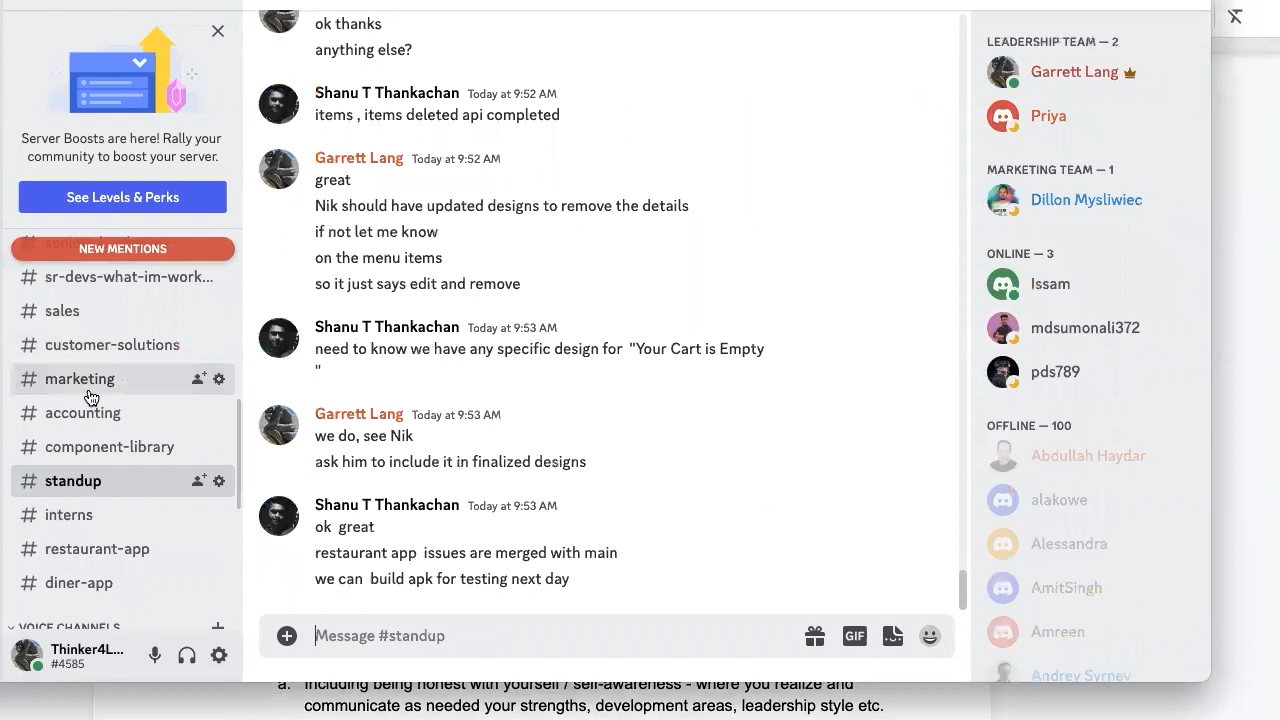 Server Boosts are here! Rally your
community to boost your server.
See Levels & Perks
NEW MENTIONS
# sr-devs-what-im-work...
# sales
# customer-solutions
# marketing
# accounting
# component-library
# standup
# interns
# restaurant-app
# diner-app
VOICE CHANNELS
Thinker4L...
#4585
ok thanks
anything else?
Shanu T Thankachan Today at 9:52 AM
items , items deleted api completed
Garrett Lang Today at 9:52 AM
great
Nik should have updated designs to remove the details
if not let me know
on the menu items
so it just says edit and remove
Shanu T Thankachan Today at 9:53 AM
need to know we have any specific design for "Your Cart is Empty
"
Garrett Lang Today at 9:53 AM
we do, see Nik
ask him to include it in finalized designs
Shanu T Thankachan Today at 9:53 AM
ok great
restaurant app issues are merged with main
we can build apk for testing next day
Message #standup
GIF
LEADERSHIP TEAM — 2
Garrett Lang
Priya
MARKETING TEAM — 1
Dillon Mysliwiec
ONLINE — 3
Issam
mdsumonali372
pds789
OFFLINE — 100
Abdullah Haydar
alakowe
Alessandra
AmitSingh
Amreen
Andrey Syrnev
a. Including being honest with yourself / self-awareness - where you realize and
communicate as needed your strengths, development areas, leadership style etc.